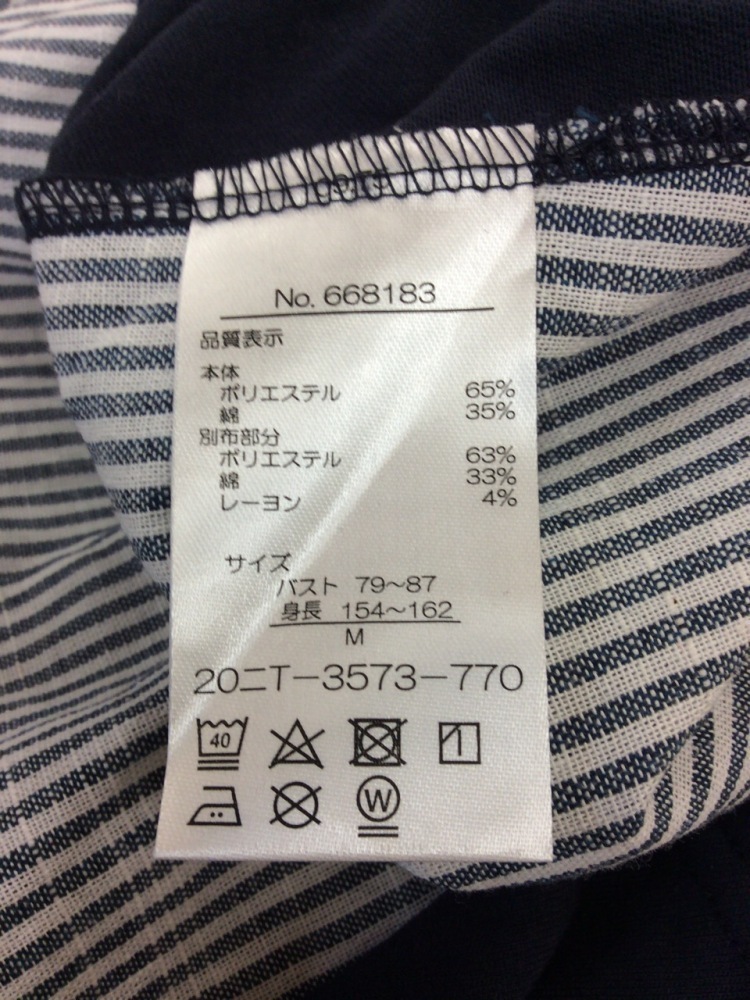 No. 668183
品質表示
本体
ポリエステル 65%
綿 35%
別布部分
ポリエステル 63%
綿 33%
レーヨン 4%
サイズ
バスト 79〜87
身長 154〜162
M
20ニT-3573-770
40
W